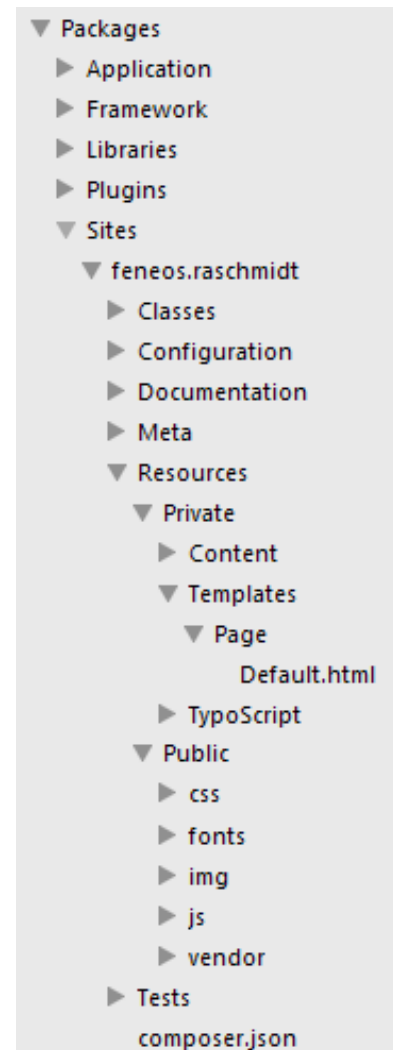 Packages
Application
Framework
Libraries
Plugins
Sites
feneos.raschmidt
Classes
Configuration
Documentation
Meta
Resources
Private
Content
Templates
Page
Default.html
TypoScript
Public
css
fonts
img
js
vendor
Tests
composer.json